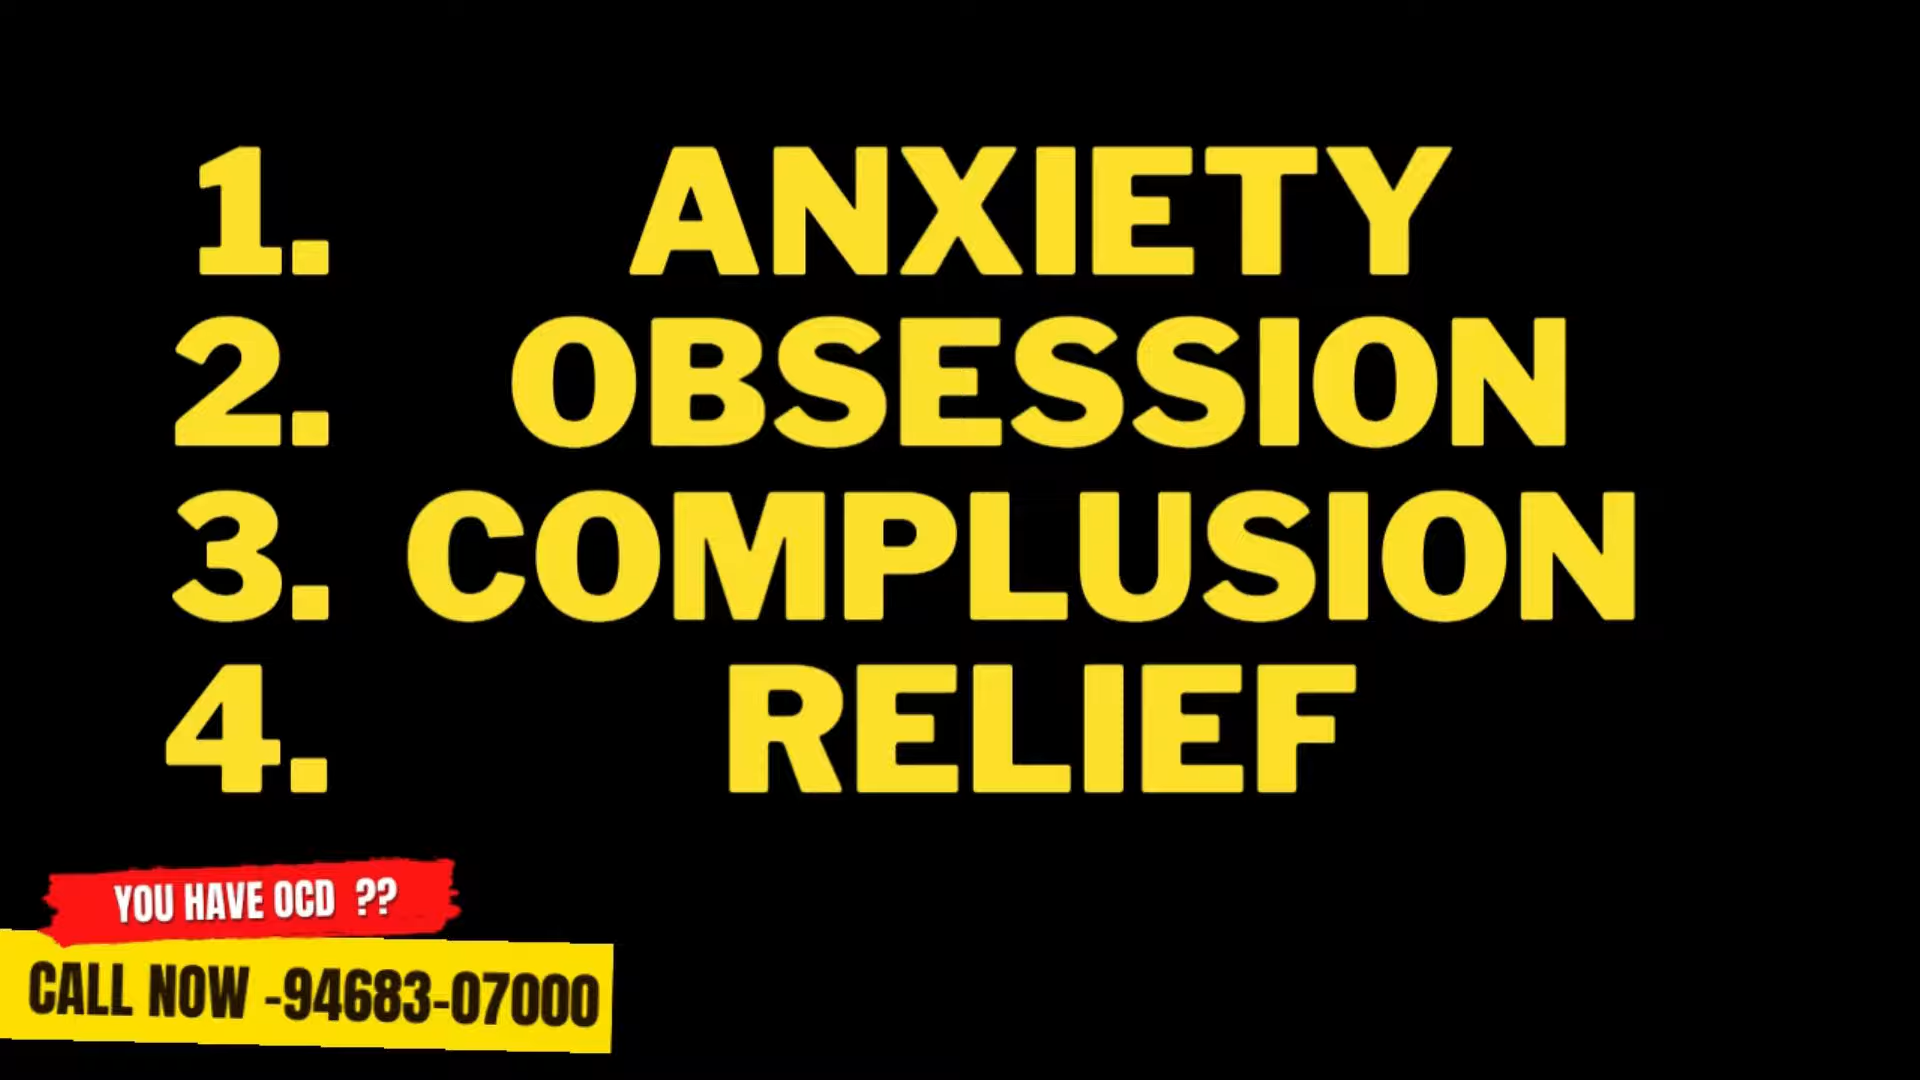 1. ANXIETY
2. OBSESSION
3. COMPLUSION
4. RELIEF
YOU HAVE OCD ??
CALL NOW -94683-07000